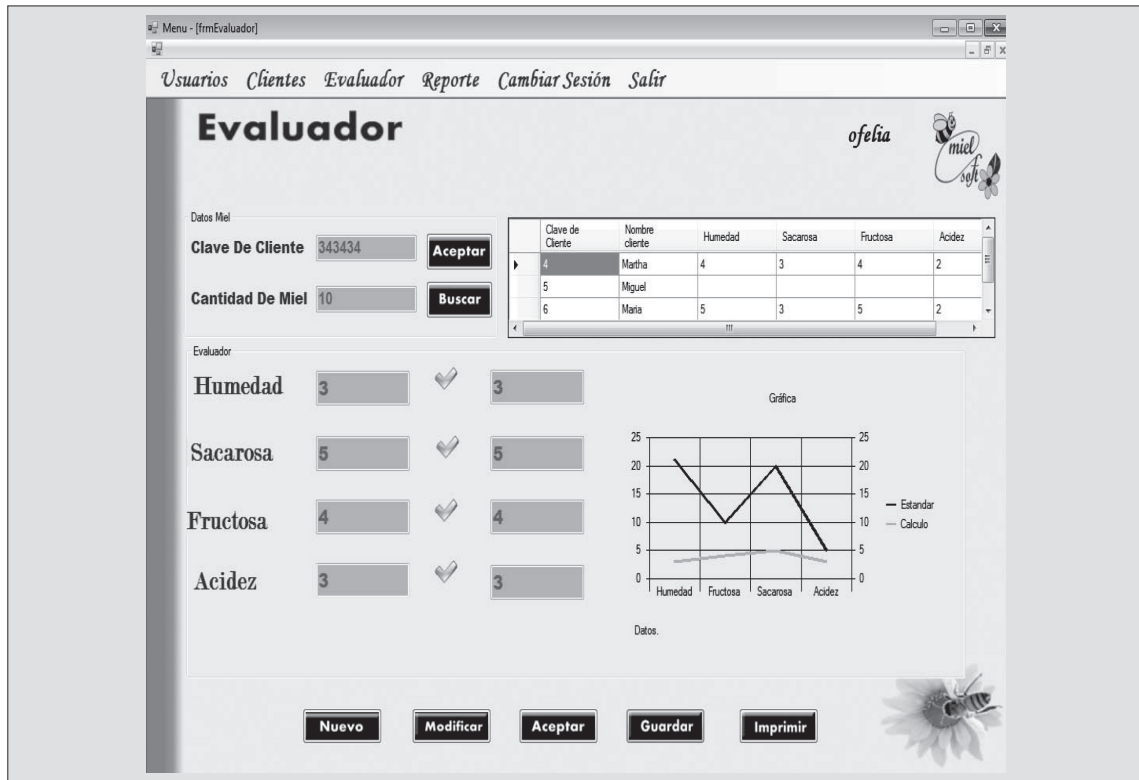 Menu - [frmEvaluador]
Usuarios Clientes Evaluador Reporte Cambiar Sesión Salir
Evaluador
ofelia
miel
soft
Datos Miel
Clave De Cliente 343434 Aceptar
Cantidad De Miel 10 Buscar
Clave de Cliente Nombre cliente Humedad Sacarosa Fructosa Acidez
4 Martha 4 3 4 2
5 Miguel
6 Maria 5 3 5 2
Evaluador
Humedad 3 3
Sacarosa 5 5
Fructosa 4 4
Acidez 3 3
Gráfica
25 25
20 20
15 15
10 10
5 5
0 0
Humedad Fructosa Sacarosa Acidez
Estandar
Calculo
Datos.
Nuevo Modificar Aceptar Guardar Imprimir